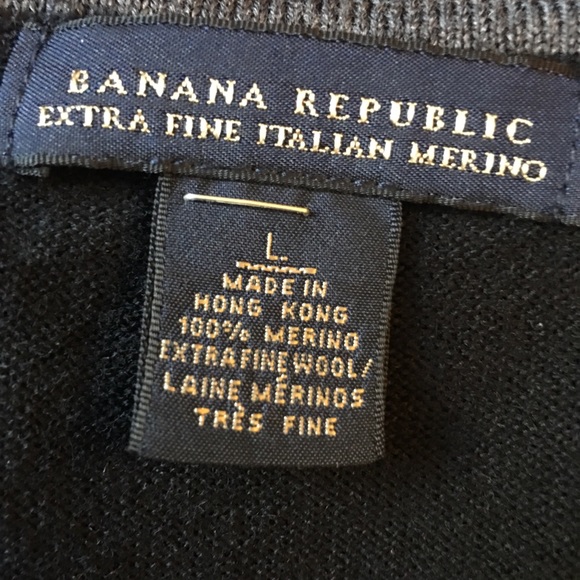 BANANA REPUBLIC
EXTRA FINE ITALIAN MERINO
L.
MADE IN
HONG KONG
100% MERINO
EXTRAFINE WOOL/
LAINE MÉRINOS
TRÈS FINE